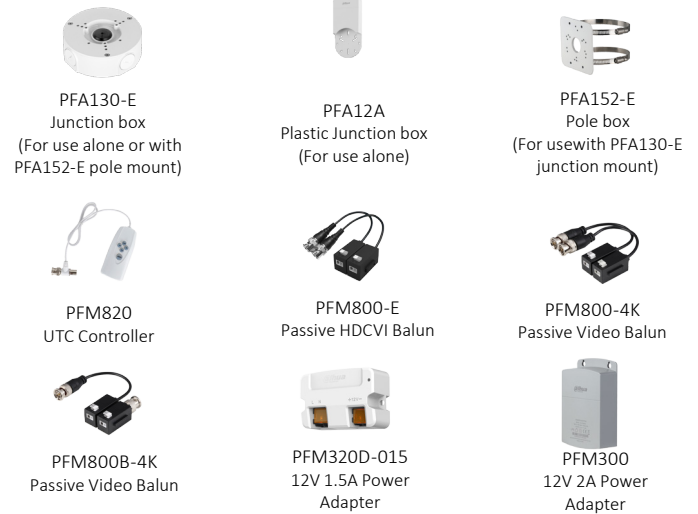 PFA130-E
Junction box
(For use alone or with
PFA152-E pole mount)
PFA12A
Plastic Junction box
(For use alone)
PFA152-E
Pole box
(For usewith PFA130-E
junction mount)
PFM820
UTC Controller
PFM800-E
Passive HDCVI Balun
PFM800-4K
Passive Video Balun
PFM800B-4K
Passive Video Balun
PFM320D-015
12V 1.5A Power
Adapter
PFM300
12V 2A Power
Adapter